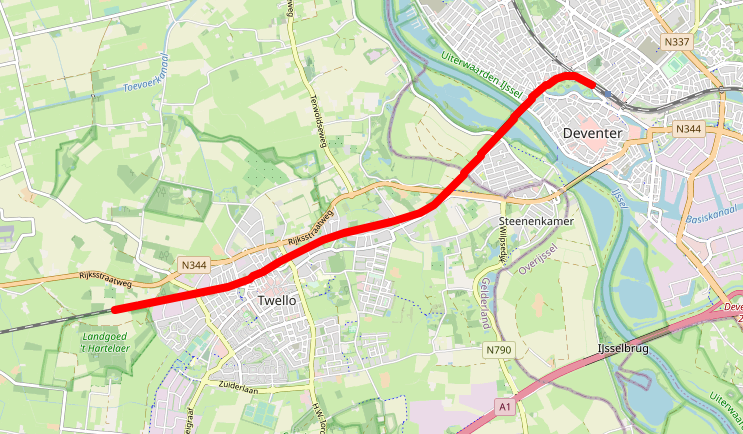 Toevoerkanaal
Terwoldseweg
Uiterwaarden IJssel
N337
Deventer
N344
IJssel
Basiskanaal
Steenenkamer
Wilpsedijk
Overijssel
Gelderland
Rijksstraatweg
N344
Rijksstraatweg
Twello
Landgoed
't Hartelaer
Zuiderlaan
N790
IJsselbrug
A1